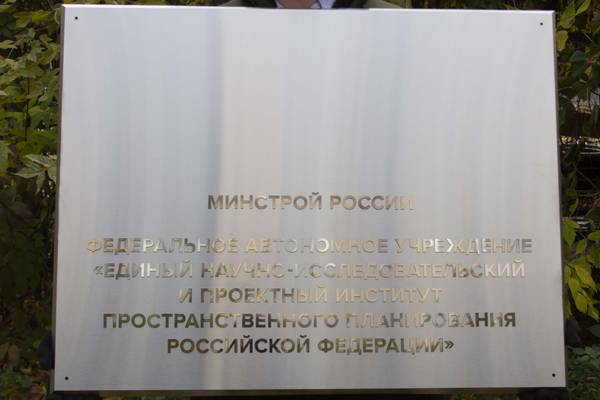 МИНСТРОЙ РОССИИ
ФЕДЕРАЛЬНОЕ АВТОНОМНОЕ УЧРЕЖДЕНИЕ
«ЕДИНЫЙ НАУЧНО-ИССЛЕДОВАТЕЛЬСКИЙ
И ПРОЕКТНЫЙ ИНСТИТУТ
ПРОСТРАНСТВЕННОГО ПЛАНИРОВАНИЯ
РОССИЙСКОЙ ФЕДЕРАЦИИ»